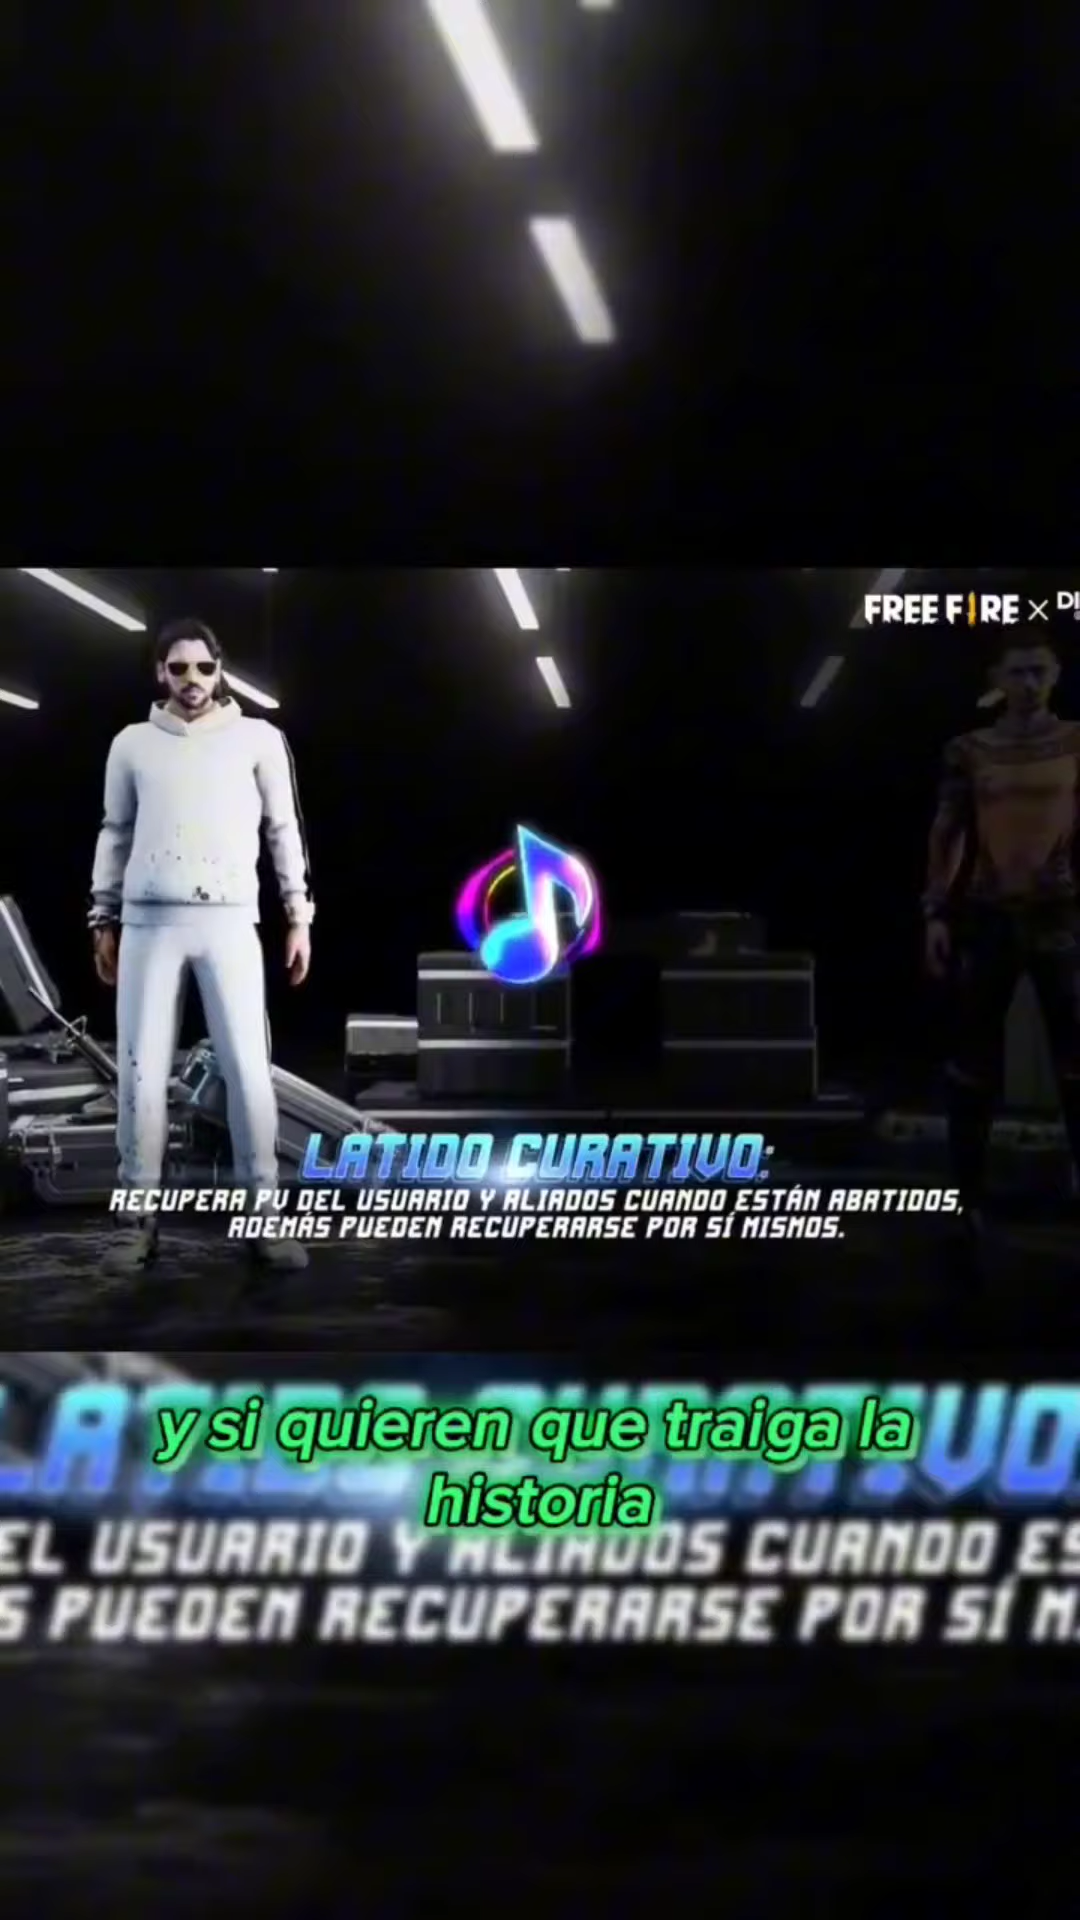 FREE FIRE × DI
LATIDO CURATIVO:
RECUPERA PV DEL USUARIO Y ALIADOS CUANDO ESTÁN ABATIDOS,
ADEMÁS PUEDEN RECUPERARSE POR SÍ MISMOS.
y si quieren que traiga la
historia
EL USUARIO Y ALIADOS CUANDO ES
S PUEDEN RECUPERARSE POR SÍ M